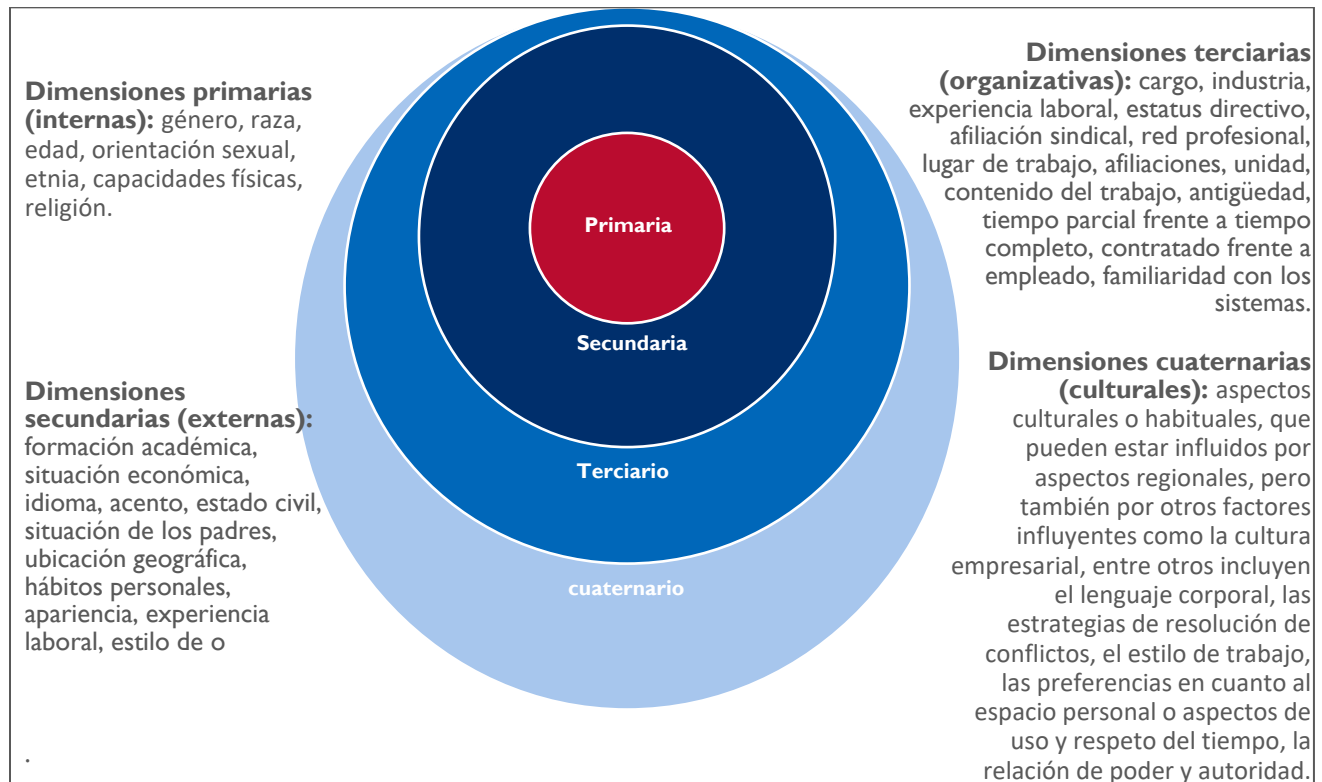 Dimensiones primarias
(internas): género, raza,
edad, orientación sexual,
etnia, capacidades físicas,
religión.
Dimensiones
secundarias (externas):
formación académica,
situación económica,
idioma, acento, estado civil,
situación de los padres,
ubicación geográfica,
hábitos personales,
apariencia, experiencia
laboral, estilo de o
.
Primaria
Secundaria
Terciario
cuaternario
Dimensiones terciarias
(organizativas): cargo, industria,
experiencia laboral, estatus directivo,
afiliación sindical, red profesional,
lugar de trabajo, afiliaciones, unidad,
contenido del trabajo, antigüedad,
tiempo parcial frente a tiempo
completo, contratado frente a
empleado, familiaridad con los
sistemas.
Dimensiones cuaternarias
(culturales): aspectos
culturales o habituales, que
pueden estar influidos por
aspectos regionales, pero
también por otros factores
influyentes como la cultura
empresarial, entre otros incluyen
el lenguaje corporal, las
estrategias de resolución de
conflictos, el estilo de trabajo,
las preferencias en cuanto al
espacio personal o aspectos de
uso y respeto del tiempo, la
relación de poder y autoridad.